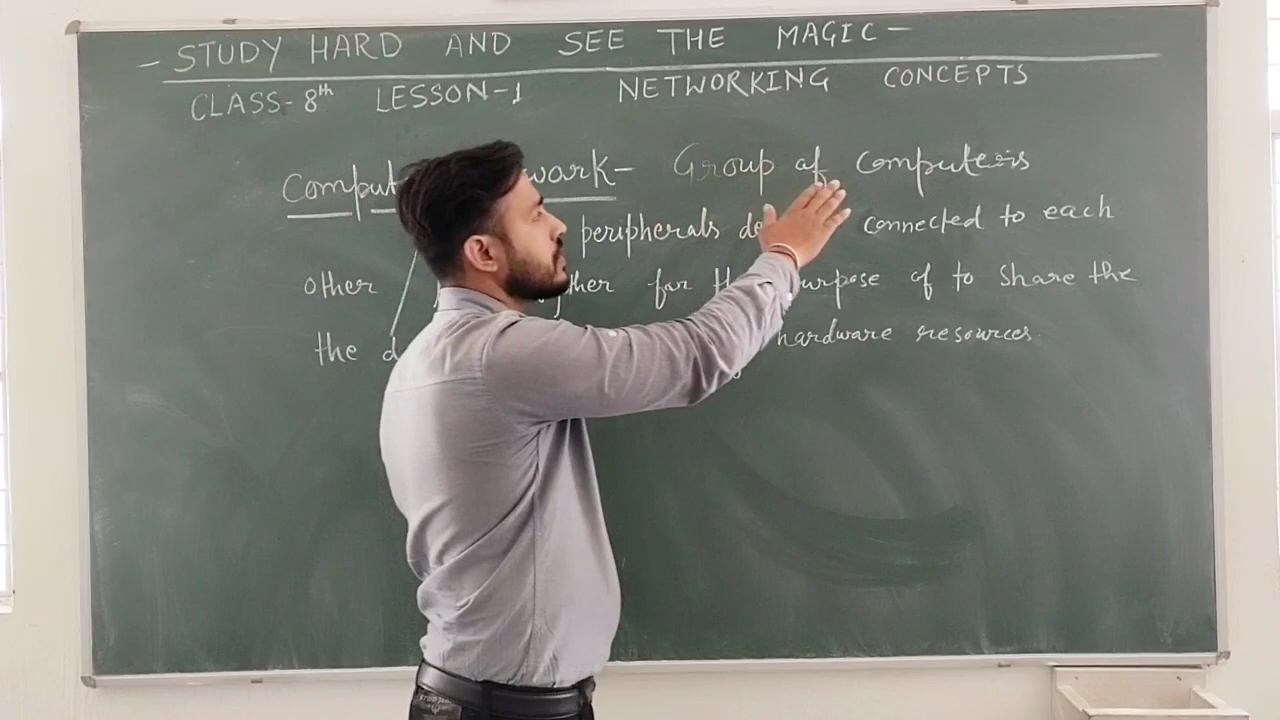 - STUDY HARD AND SEE THE MAGIC -
CLASS-8th LESSON-1 NETWORKING CONCEPTS
Group of Computers
peripherals connected to each
other for of to share the
the hardware resources.